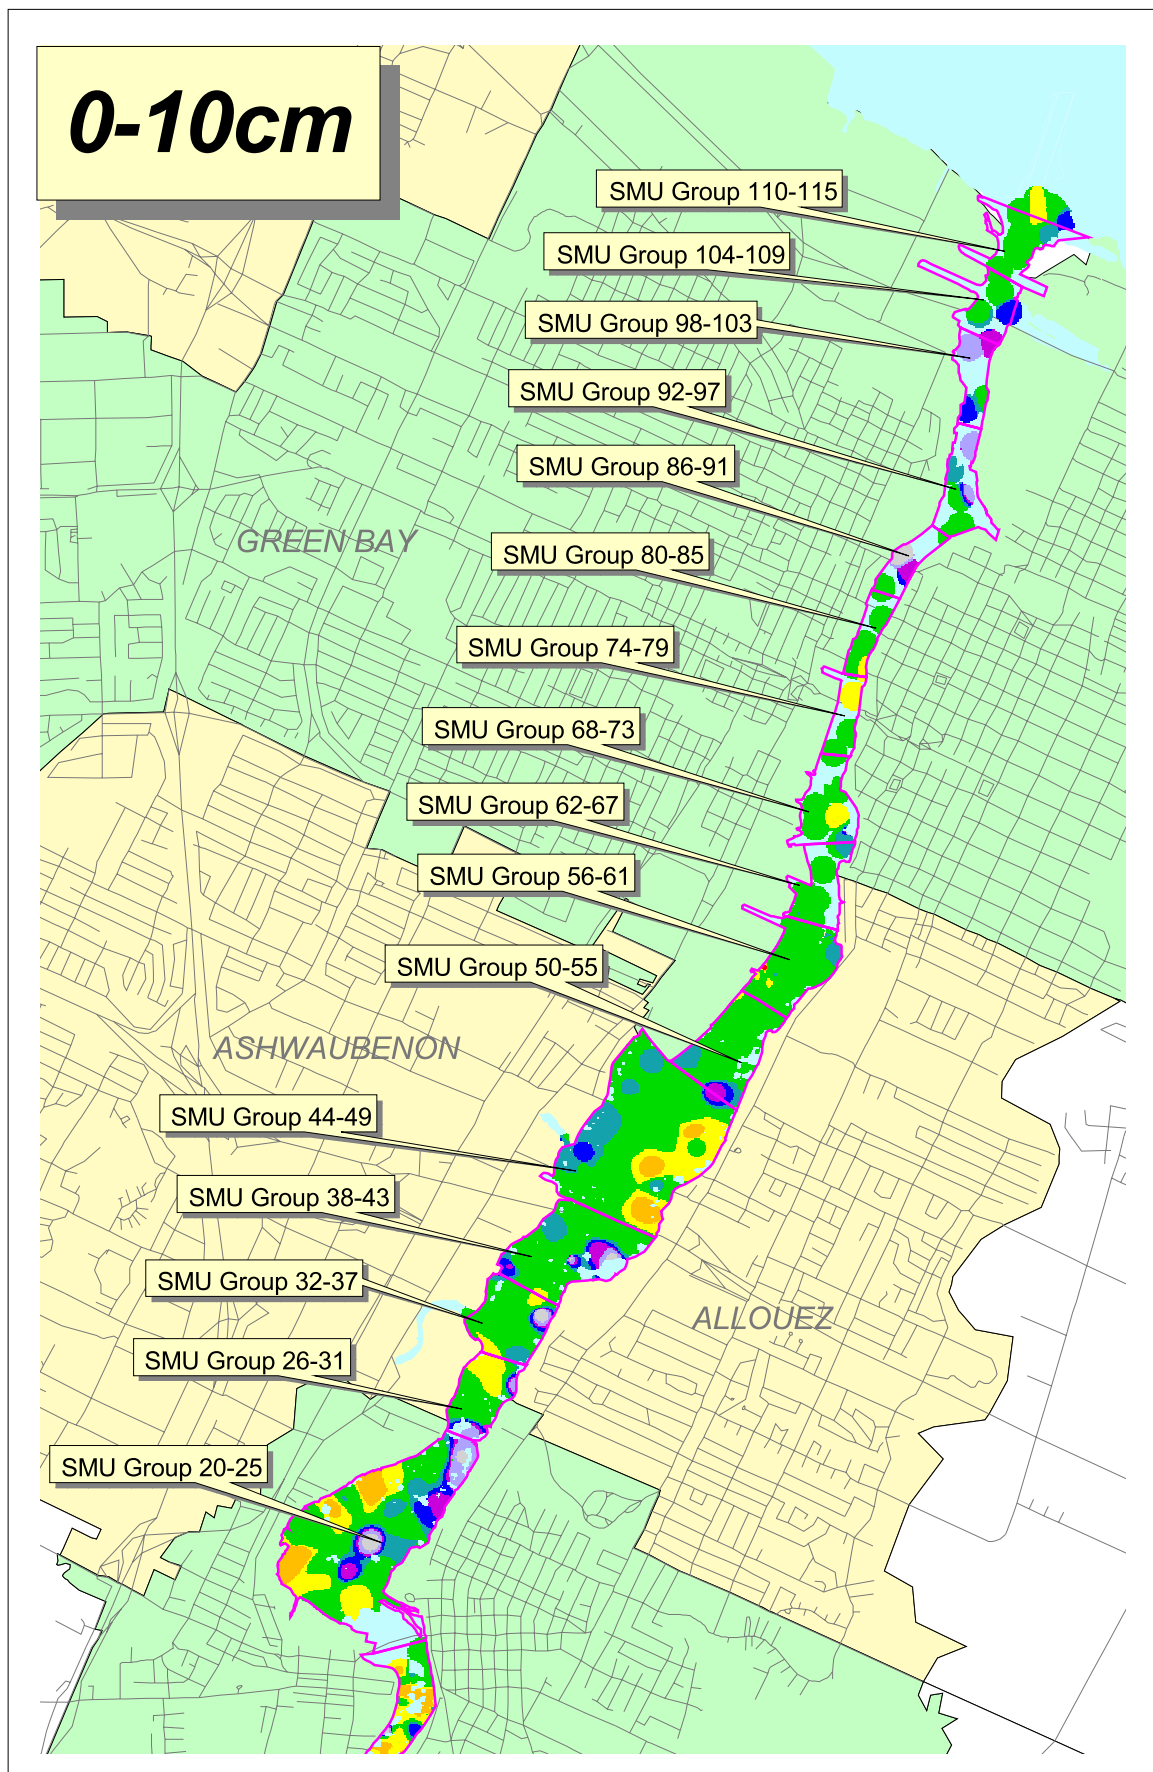 0-10cm
SMU Group 110-115
SMU Group 104-109
SMU Group 98-103
SMU Group 92-97
SMU Group 86-91
GREEN BAY
SMU Group 80-85
SMU Group 74-79
SMU Group 68-73
SMU Group 62-67
SMU Group 56-61
SMU Group 50-55
ASHWAUBENON
SMU Group 44-49
SMU Group 38-43
SMU Group 32-37
ALLOUEZ
SMU Group 26-31
SMU Group 20-25